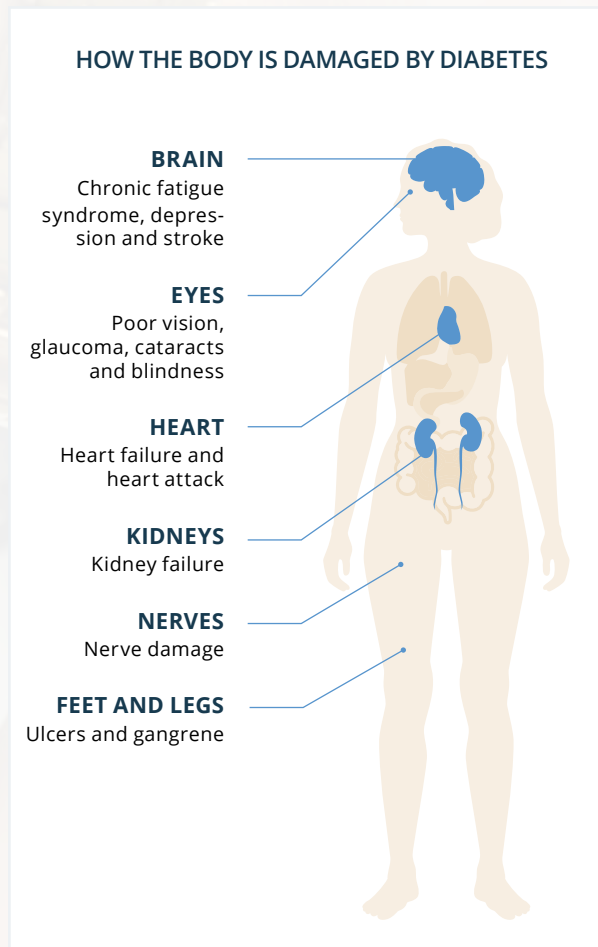 HOW THE BODY IS DAMAGED BY DIABETES
BRAIN
Chronic fatigue
syndrome, depres-
sion and stroke
EYES
Poor vision,
glaucoma, cataracts
and blindness
HEART
Heart failure and
heart attack
KIDNEYS
Kidney failure
NERVES
Nerve damage
FEET AND LEGS
Ulcers and gangrene